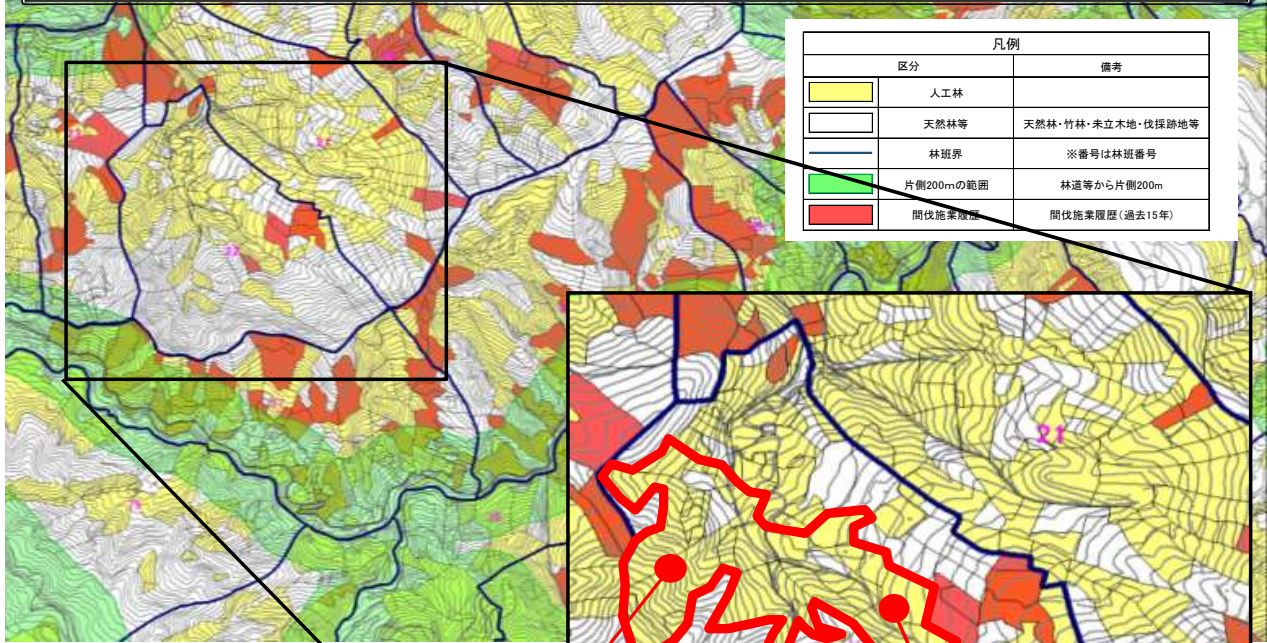 凡例
区分 備考
人工林
天然林等 天然林・竹林・未立木地・伐採跡地等
林班界 ※番号は林班番号
片側200mの範囲 林道等から片側200m
間伐施業履歴 間伐施業履歴(過去15年)
21
22
21